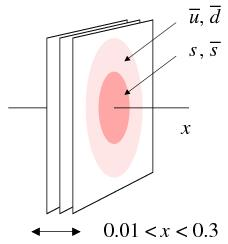 u̅, d̅
s, s̅
x
0.01 < x < 0.3